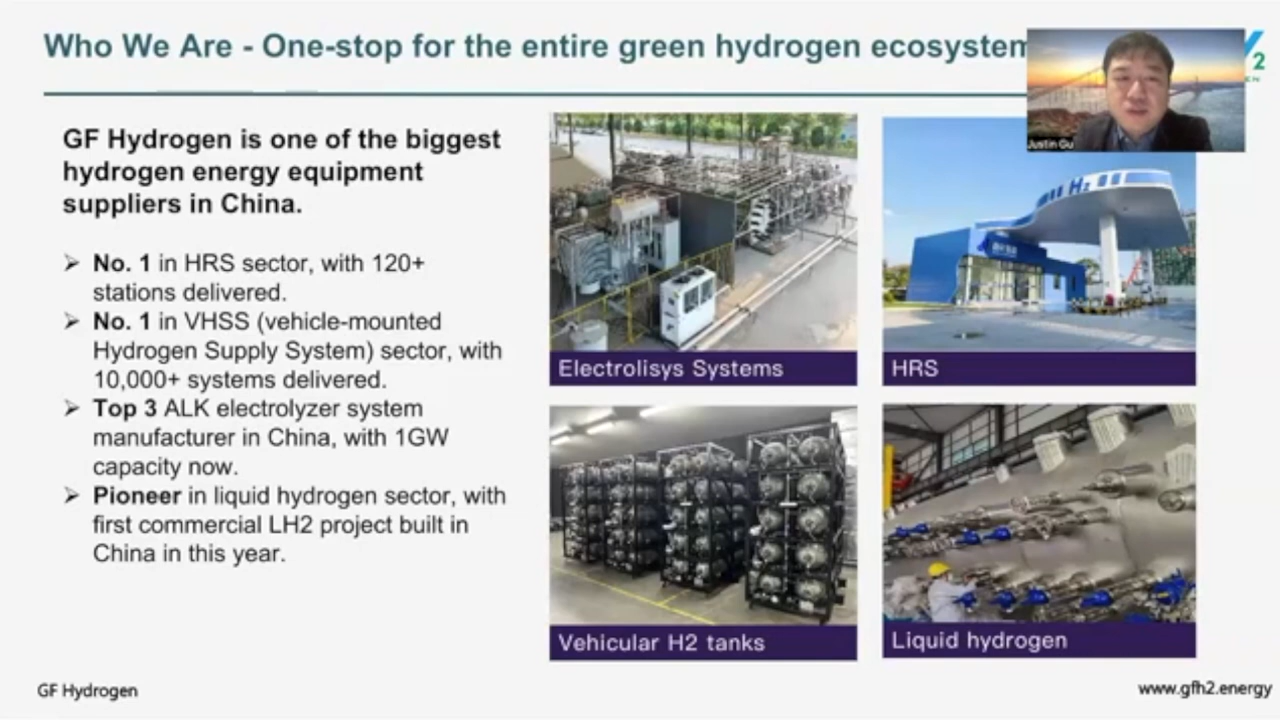 Who We Are - One-stop for the entire green hydrogen ecosystem
2
Justin Gu
GF Hydrogen is one of the biggest
hydrogen energy equipment
suppliers in China.
➢ No. 1 in HRS sector, with 120+
stations delivered.
➢ No. 1 in VHSS (vehicle-mounted
Hydrogen Supply System) sector, with
10,000+ systems delivered.
➢ Top 3 ALK electrolyzer system
manufacturer in China, with 1GW
capacity now.
➢ Pioneer in liquid hydrogen sector, with
first commercial LH2 project built in
China in this year.
H2
Electrolisys Systems
HRS
Vehicular H2 tanks
Liquid hydrogen
GF Hydrogen
www.gfh2.energy